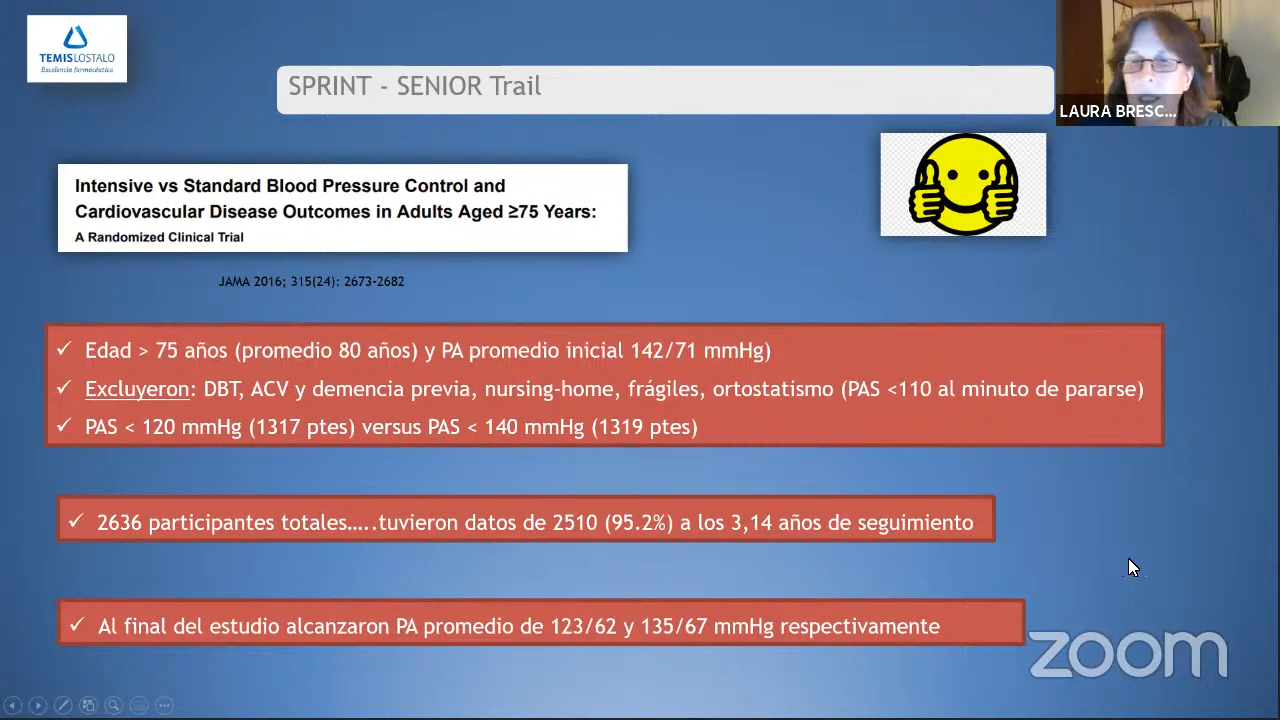 TEMISLOSTALO
Excelencia farmacéutica
SPRINT - SENIOR Trail
LAURA BRESC...
Intensive vs Standard Blood Pressure Control and
Cardiovascular Disease Outcomes in Adults Aged ≥75 Years:
A Randomized Clinical Trial
JAMA 2016; 315(24): 2673-2682
✓ Edad > 75 años (promedio 80 años) y PA promedio inicial 142/71 mmHg)
✓ Excluyeron: DBT, ACV y demencia previa, nursing-home, frágiles, ortostatismo (PAS <110 al minuto de pararse)
✓ PAS < 120 mmHg (1317 ptes) versus PAS < 140 mmHg (1319 ptes)
✓ 2636 participantes totales…..tuvieron datos de 2510 (95.2%) a los 3,14 años de seguimiento
✓ Al final del estudio alcanzaron PA promedio de 123/62 y 135/67 mmHg respectivamente
zoom